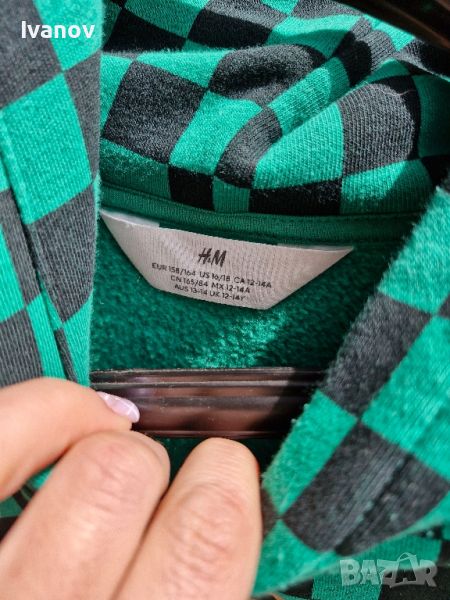 Ivanov
H&M
EUR 158/164 US 16/18 CA 12-14A
CN 165/84 MX 12-14A
AUS 13-14 UK 12-14Y
BAZAR